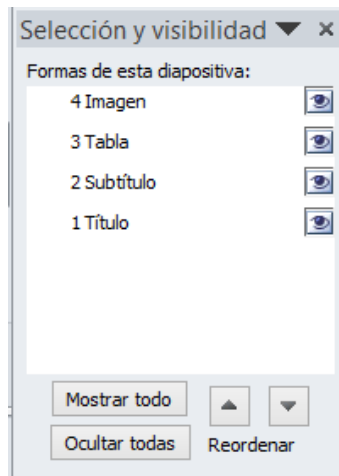 Selección y visibilidad
Formas de esta diapositiva:
4 Imagen
3 Tabla
2 Subtítulo
1 Título
Mostrar todo
Ocultar todas
Reordenar